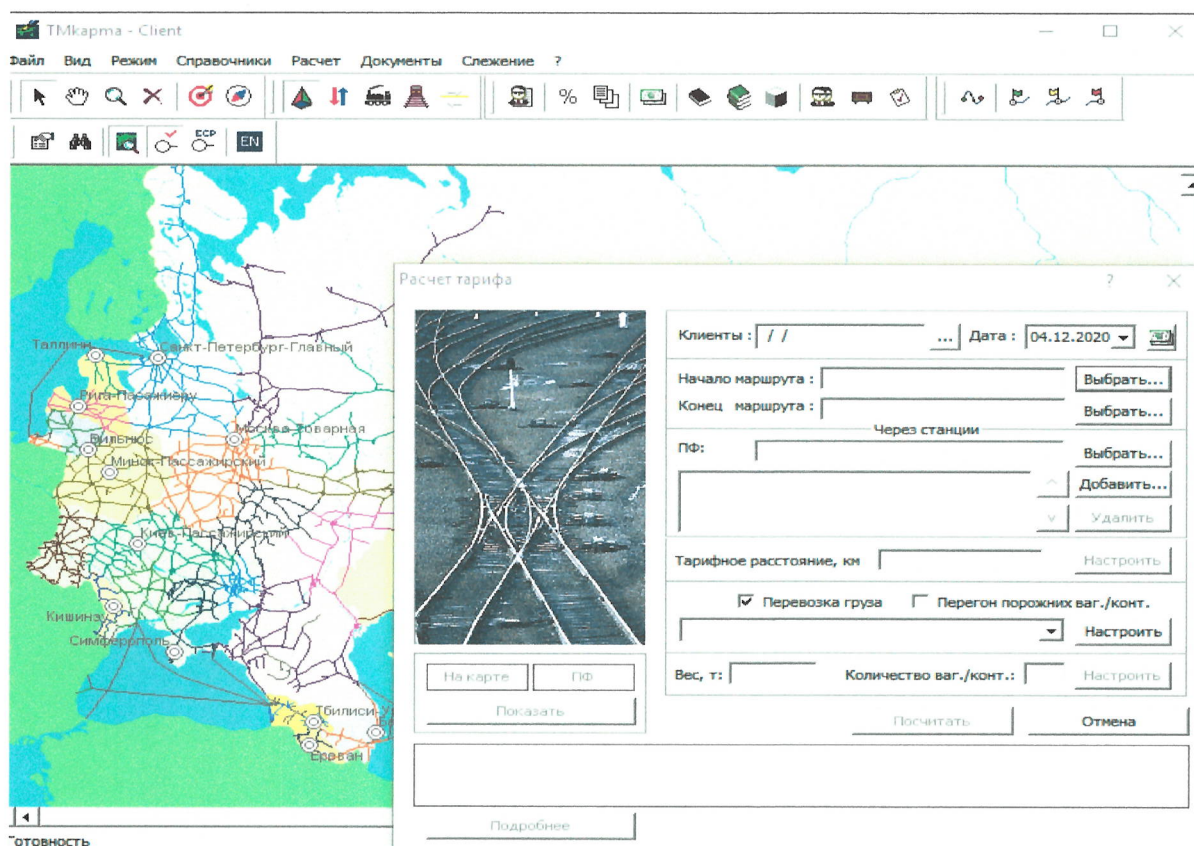 ТМкарта - Client
Файл Вид Режим Справочники Расчет Документы Слежение ?
% ECP EN
Расчет тарифа ?
Таллинн
Санкт-Петербург-Главный
Рига-Пасажиеру
Вильнюс
Москва-Товарная
Минск-Пассажирский
Киев-Пассажирский
Кишинэу
Симферополь
Тбилиси-Уз
Ереван
Клиенты : / / ... Дата : 04.12.2020
Начало маршрута : Выбрать...
Конец маршрута : Выбрать...
Через станции
ПФ: Выбрать...
Добавить...
Удалить
Тарифное расстояние, км Настроить
Перевозка груза Перегон порожних ваг./конт.
Настроить
Вес, т: Количество ваг./конт.: Настроить
На карте ПФ
Показать
Посчитать Отмена
Подробнее
Готовность